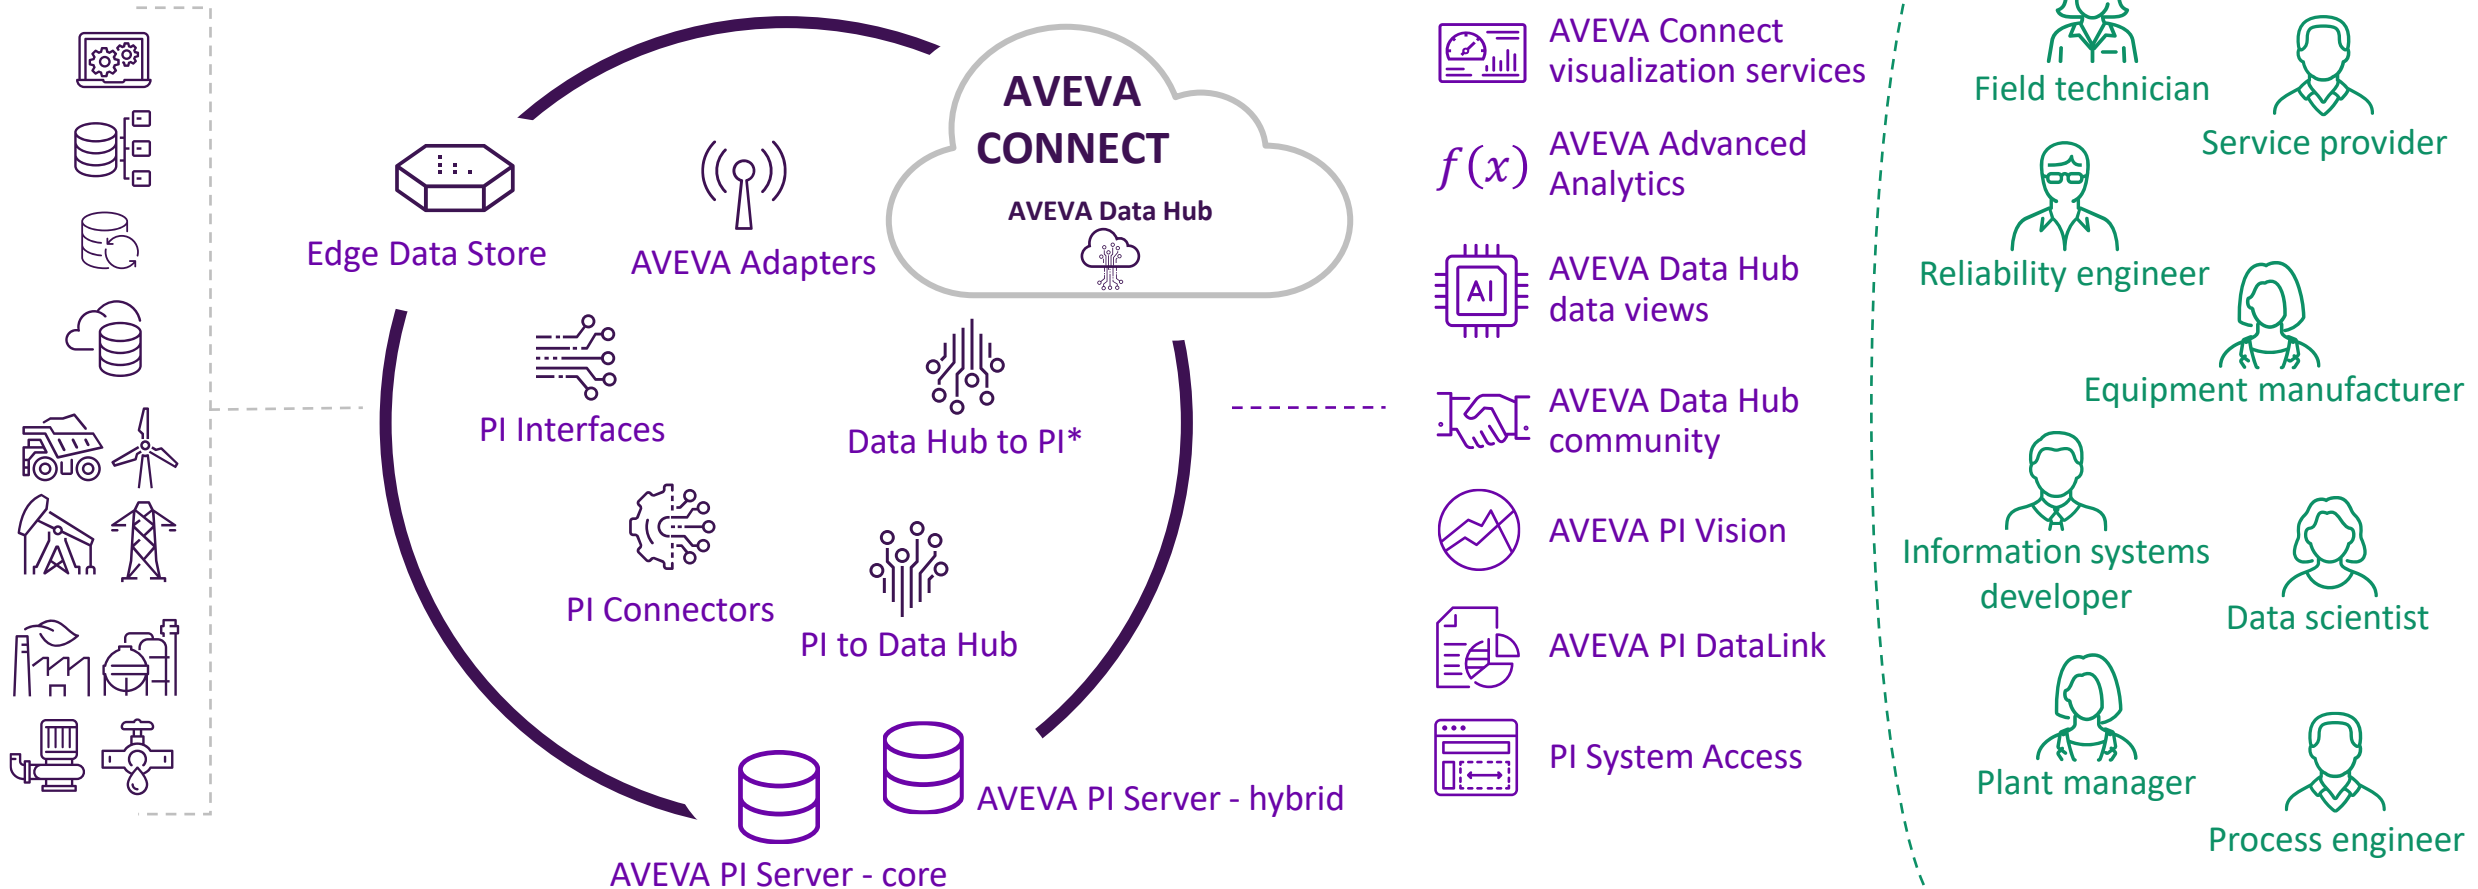 AVEVA
CONNECT
AVEVA Data Hub
Edge Data Store
AVEVA Adapters
PI Interfaces
Data Hub to PI*
PI Connectors
PI to Data Hub
AVEVA PI Server - hybrid
AVEVA PI Server - core
AVEVA Connect
visualization services
f(x)
AVEVA Advanced
Analytics
AI
AVEVA Data Hub
data views
AVEVA Data Hub
community
AVEVA PI Vision
AVEVA PI DataLink
PI System Access
Field technician
Service provider
Reliability engineer
Equipment manufacturer
Information systems
developer
Data scientist
Plant manager
Process engineer